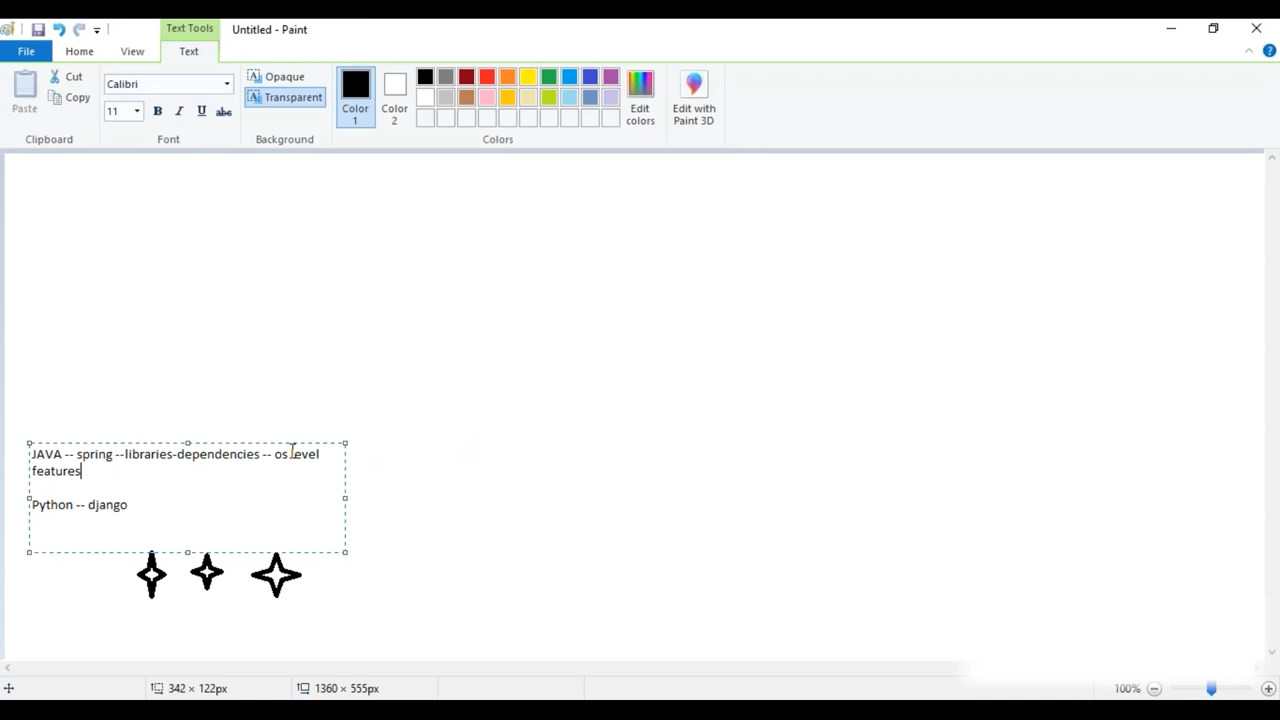 Text Tools
Untitled - Paint
File
Home
View
Text
Paste
Cut
Copy
Clipboard
Calibri
11
B
I
U
abc
Font
A Opaque
A Transparent
Background
Color 1
Color 2
Edit colors
Colors
Edit with Paint 3D
JAVA -- spring --libraries-dependencies -- os level
features
Python -- django
342 × 122px
1360 × 555px
100%